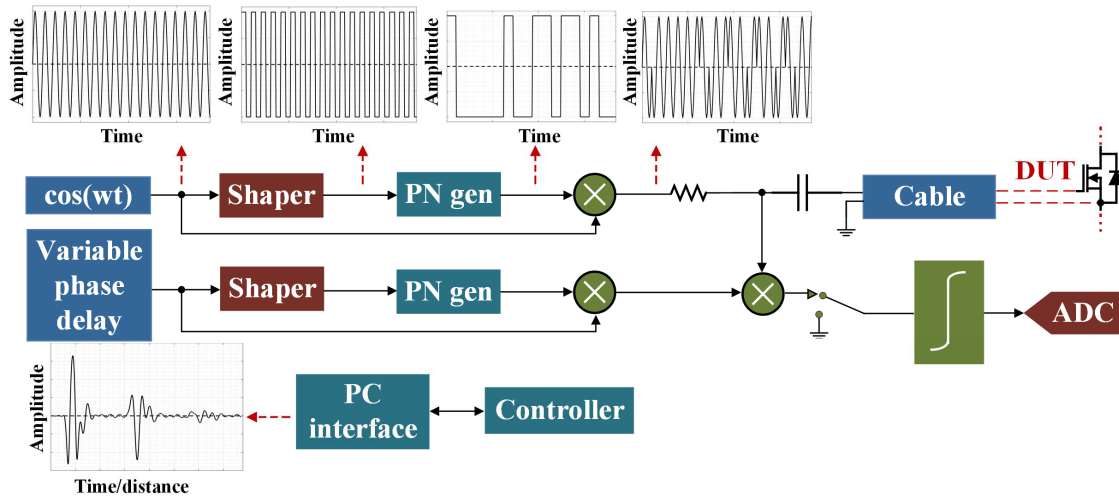 Amplitude
Time
Amplitude
Time
Amplitude
Time
Amplitude
Time
cos(wt)
Shaper
PN gen
Cable
DUT
Variable
phase
delay
Shaper
PN gen
ADC
Amplitude
Time/distance
PC
interface
Controller